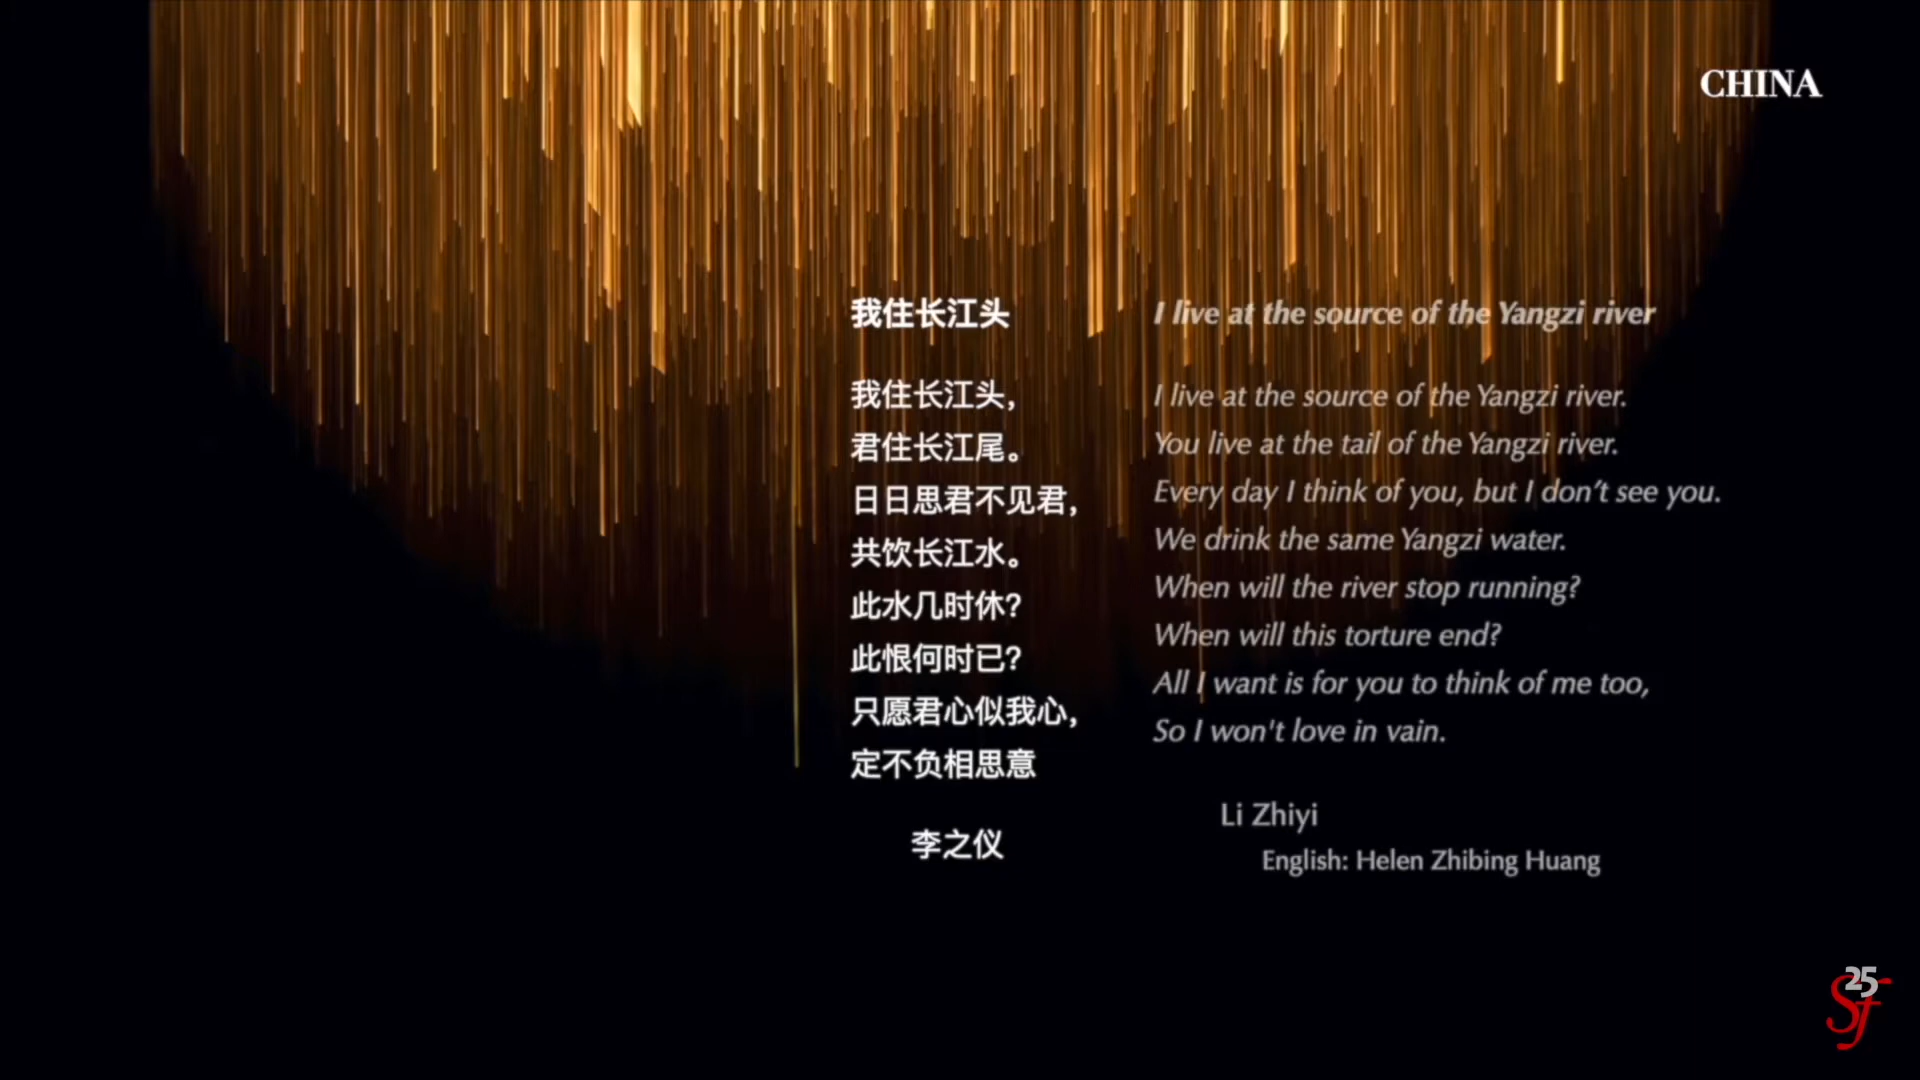 CHINA
我住长江头
我住长江头，
君住长江尾。
日日思君不见君，
共饮长江水。
此水几时休？
此恨何时已？
只愿君心似我心，
定不负相思意
李之仪
I live at the source of the Yangzi river
I live at the source of the Yangzi river.
You live at the tail of the Yangzi river.
Every day I think of you, but I don’t see you.
We drink the same Yangzi water.
When will the river stop running?
When will this torture end?
All I want is for you to think of me too,
So I won't love in vain.
Li Zhiyi
English: Helen Zhibing Huang
25
Sf